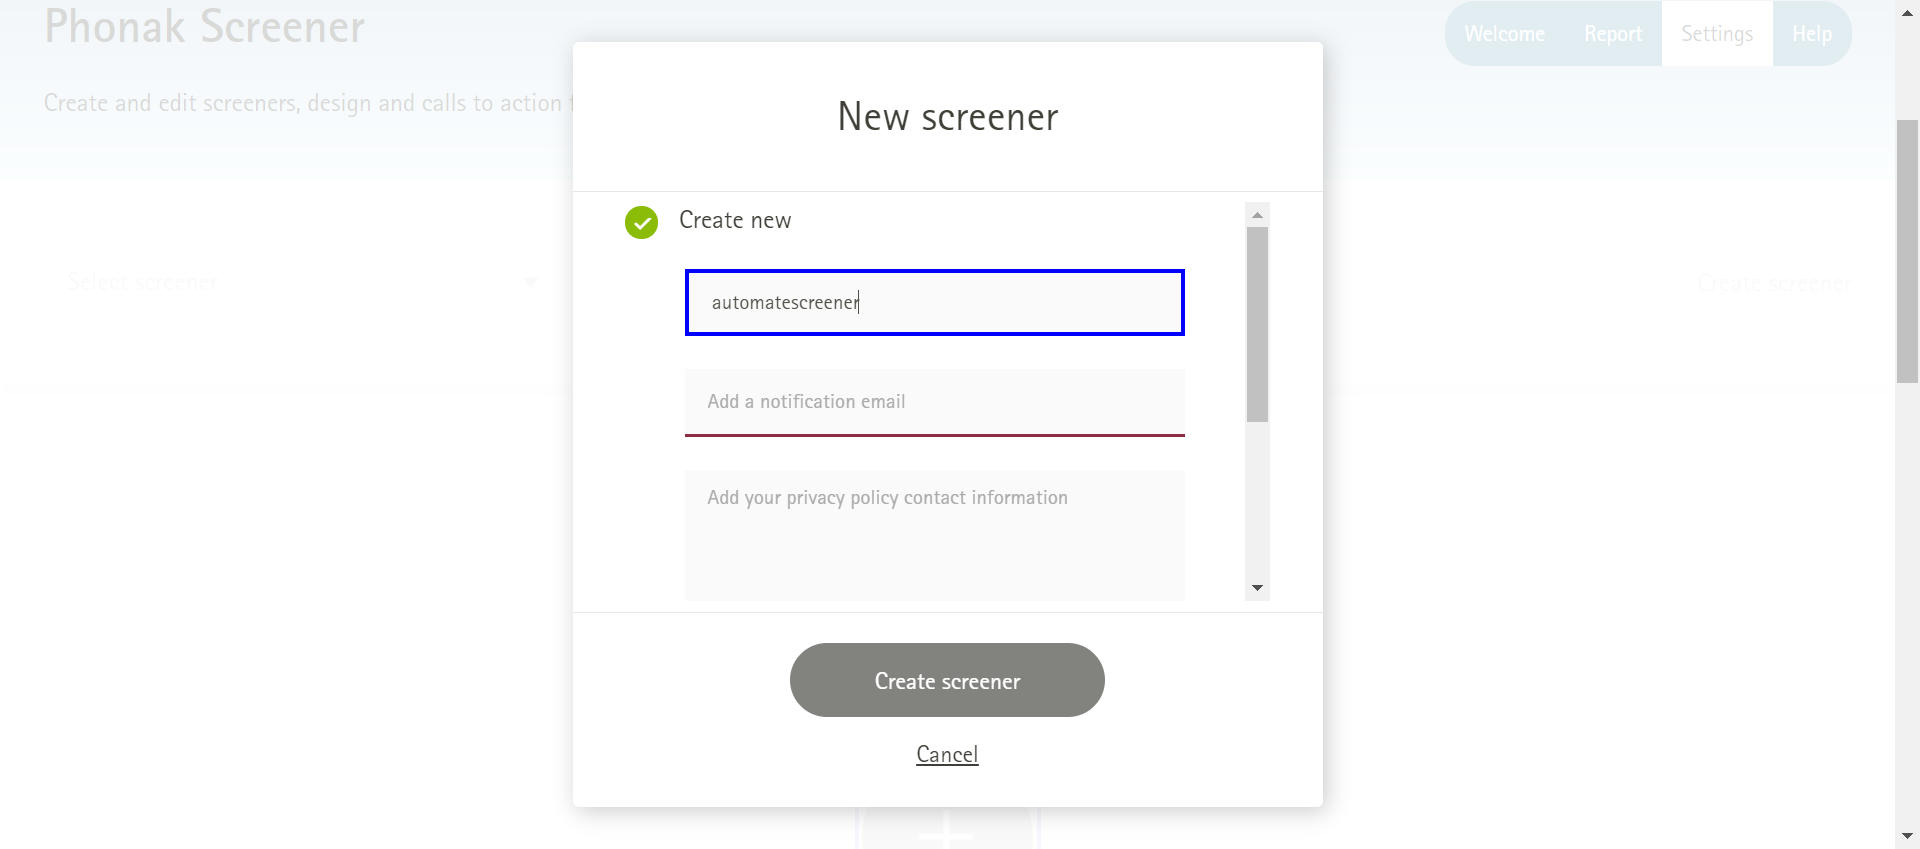 Phonak Screener
Welcome
Report
Settings
Help
Create and edit screeners, design and calls to action
New screener
Create new
Select screener
Create screener
automatescreener
Add a notification email
Add your privacy policy contact information
Create screener
Cancel